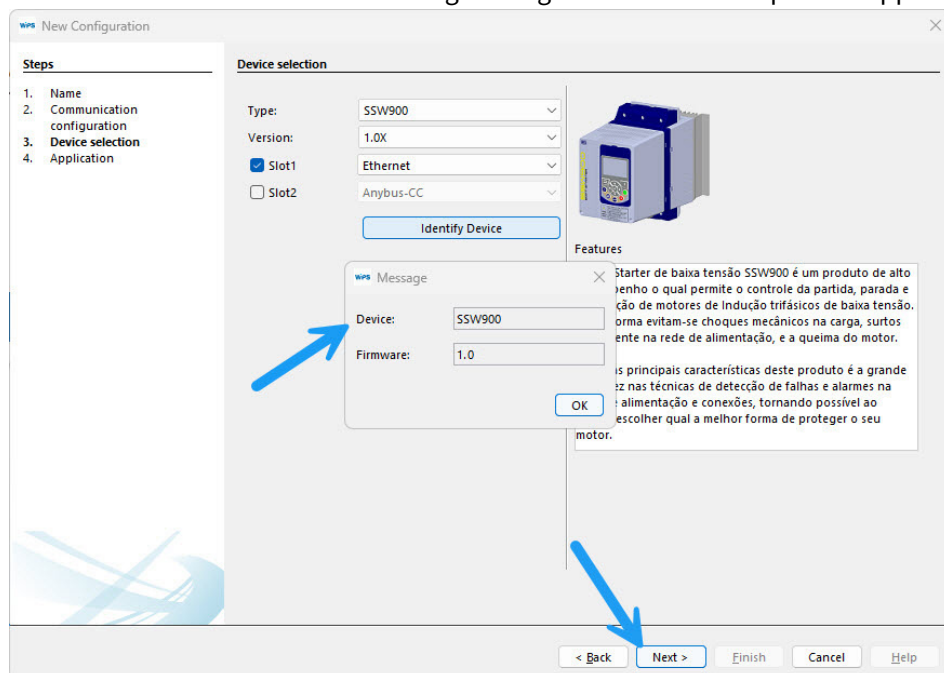 WPS New Configuration
Steps
1. Name
2. Communication
configuration
3. Device selection
4. Application
Device selection
Type: SSW900
Version: 1.0X
Slot1 Ethernet
Slot2 Anybus-CC
Identify Device
Features
Starter de baixa tensão SSW900 é um produto de alto
penho o qual permite o controle da partida, parada e
ção de motores de Indução trifásicos de baixa tensão.
orma evitam-se choques mecânicos na carga, surtos
ente na rede de alimentação, e a queima do motor.
s principais características deste produto é a grande
ez nas técnicas de detecção de falhas e alarmes na
alimentação e conexões, tornando possível ao
escolher qual a melhor forma de proteger o seu
motor.
WPS Message
Device: SSW900
Firmware: 1.0
OK
< Back Next > Finish Cancel Help